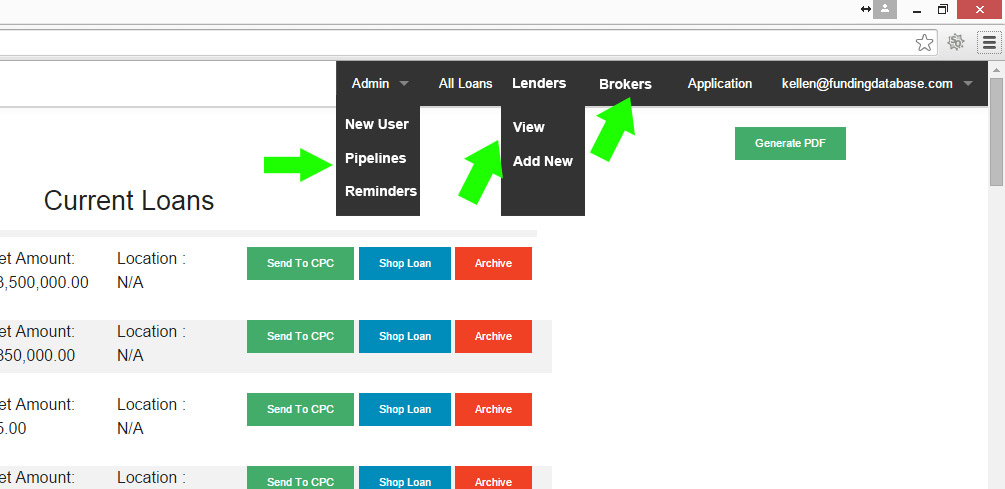 Admin All Loans Lenders Brokers Application kellen@fundingdatabase.com
New User
Pipelines
Reminders
View
Add New
Generate PDF
Current Loans
et Amount: Location : Send To CPC Shop Loan Archive
3,500,000.00 N/A
et Amount: Location : Send To CPC Shop Loan Archive
350,000.00 N/A
et Amount: Location : Send To CPC Shop Loan Archive
5.00 N/A
et Amount: Location : Send To CPC Shop Loan Archive